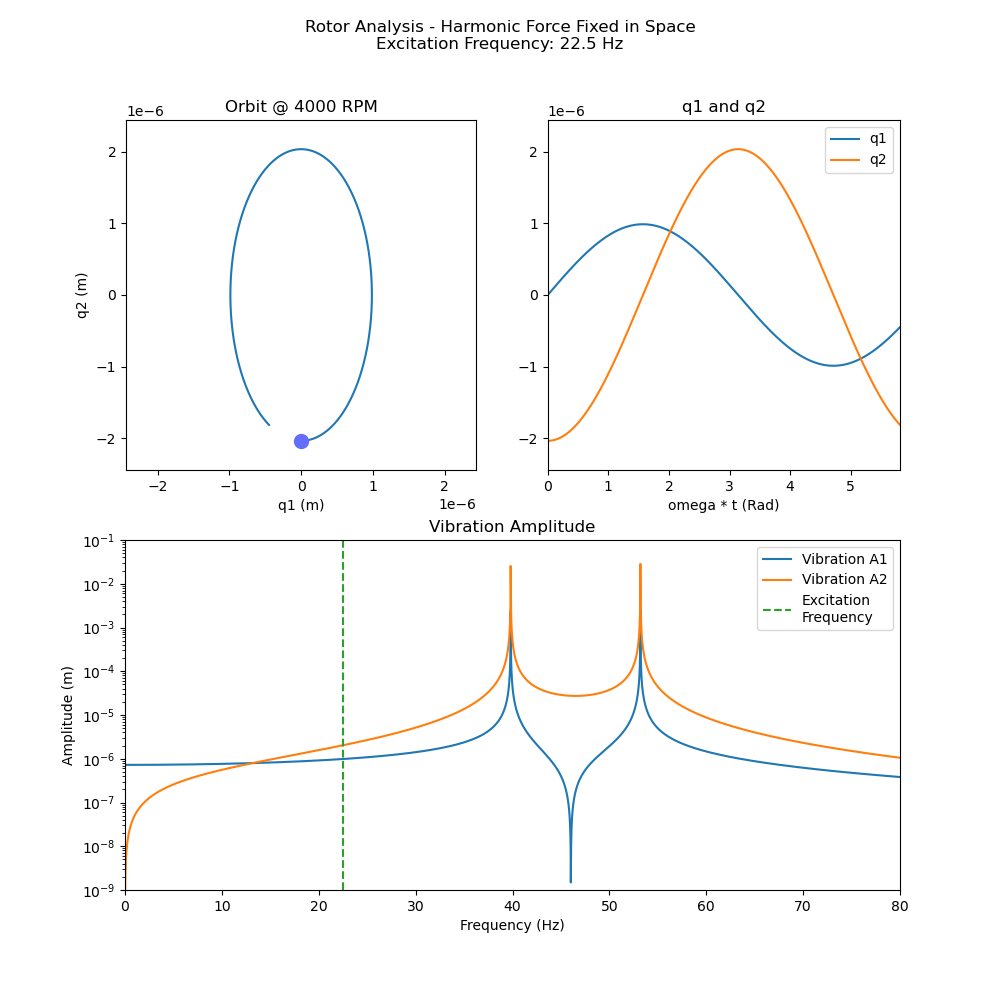 Rotor Analysis - Harmonic Force Fixed in Space
Excitation Frequency: 22.5 Hz
Orbit @ 4000 RPM
1e−6
2
1
0
−1
−2
q2 (m)
−2 −1 0 1 2
q1 (m)
1e−6
q1 and q2
1e−6
2
1
0
−1
−2
q1
q2
0 1 2 3 4 5
omega * t (Rad)
Vibration Amplitude
10⁻¹
10⁻²
10⁻³
10⁻⁴
10⁻⁵
10⁻⁶
10⁻⁷
10⁻⁸
10⁻⁹
Amplitude (m)
Vibration A1
Vibration A2
Excitation
Frequency
0 10 20 30 40 50 60 70 80
Frequency (Hz)